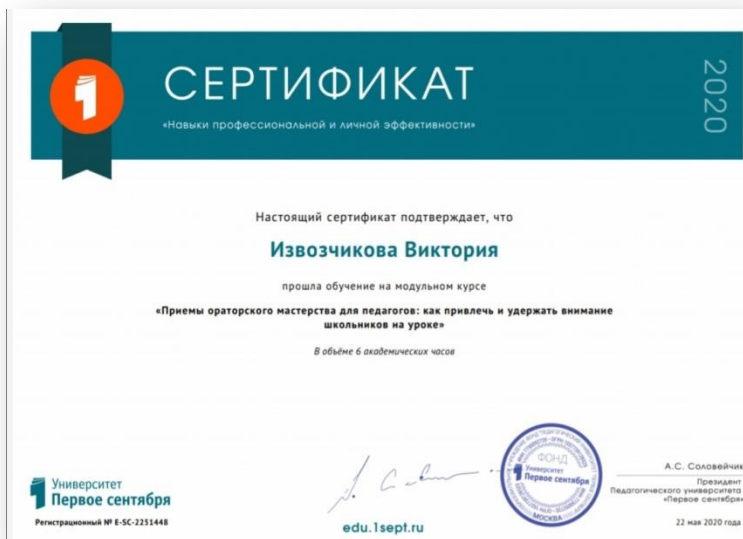 СЕРТИФИКАТ
2020
«Навыки профессиональной и личной эффективности»
Настоящий сертификат подтверждает, что
Извозчикова Виктория
прошла обучение на модульном курсе
«Приемы ораторского мастерства для педагогов: как привлечь и удержать внимание
школьников на уроке»
В объёме 6 академических часов
Университет
Первое сентября
Регистрационный № E-SC-2251448
edu.1sept.ru
ФОНД
Университет
Первое сентября
МОСКВА
А.С. Соловейчик
Президент
Педагогического университета
«Первое сентября»
22 мая 2020 года